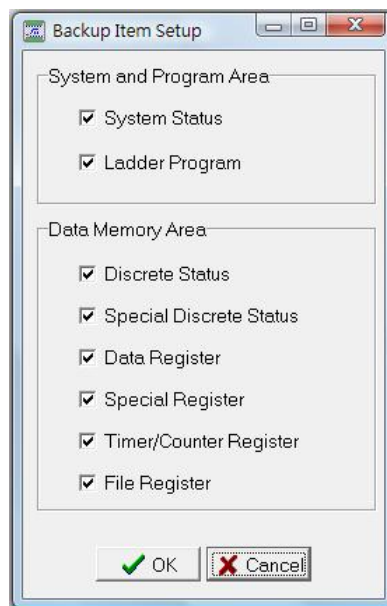 Backup Item Setup
System and Program Area
System Status
Ladder Program
Data Memory Area
Discrete Status
Special Discrete Status
Data Register
Special Register
Timer/Counter Register
File Register
OK
Cancel